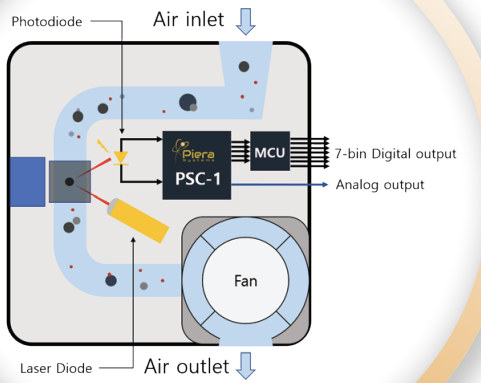 Air inlet
Photodiode
Piera
Systems
PSC-1
MCU
7-bin Digital output
Analog output
Fan
Laser Diode
Air outlet